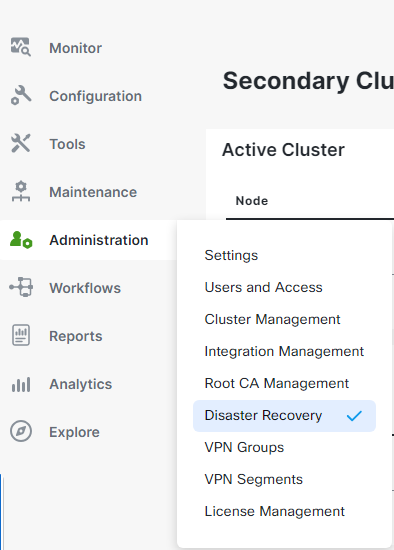 Monitor
Configuration
Tools
Maintenance
Administration
Workflows
Reports
Analytics
Explore
Secondary Clu
Active Cluster
Node
Settings
Users and Access
Cluster Management
Integration Management
Root CA Management
Disaster Recovery
VPN Groups
VPN Segments
License Management